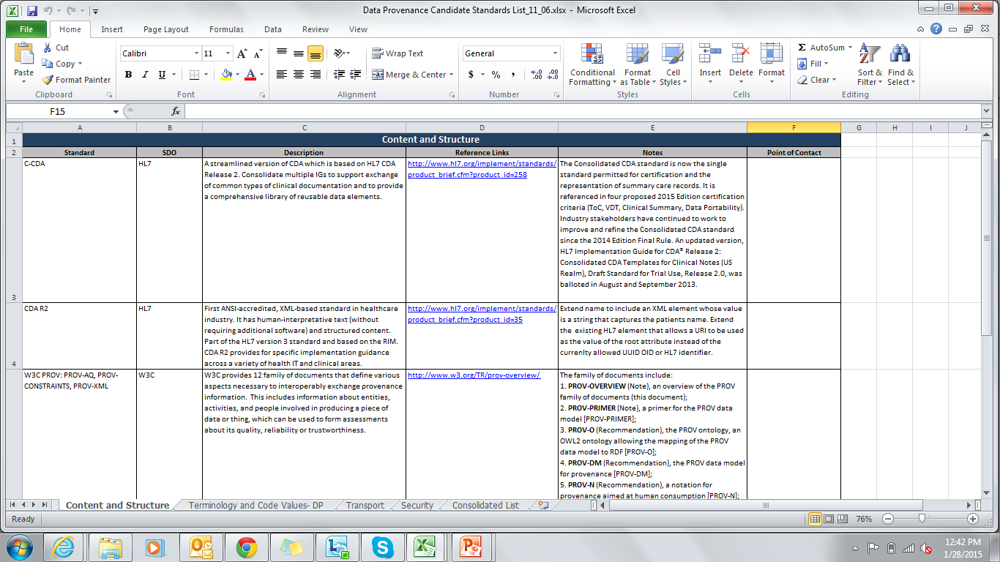 Data Provenance Candidate Standards List_11_06.xlsx - Microsoft Excel
File Home Insert Page Layout Formulas Data Review View
Paste
Cut
Copy
Format Painter
Clipboard
Calibri 11
B I U
Font
Wrap Text
Merge & Center
Alignment
General
$ % ,
Number
Conditional Formatting
Format as Table
Cell Styles
Styles
Insert Delete Format
Cells
AutoSum
Fill
Clear
Sort & Filter
Find & Select
Editing
F15 fx
A B C D E F G H I J
1 Content and Structure
2 Standard SDO Description Reference Links Notes Point of Contact
3
C-CDA
HL7
A streamlined version of CDA which is based on HL7 CDA
Release 2. Consolidate multiple IGs to support exchange
of common types of clinical documentation and to provide
a comprehensive library of reusable data elements.
http://www.hl7.org/implement/standards/
product_brief.cfm?product_id=258
The Consolidated CDA standard is now the single
standard permitted for certification and the
representation of summary care records. It is
referenced in four proposed 2015 Edition certification
criteria (ToC, VDT, Clinical Summary, Data Portability).
Industry stakeholders have continued to work to
improve and refine the Consolidated CDA standard
since the 2014 Edition Final Rule. An updated version,
HL7 Implementation Guide for CDA® Release 2:
Consolidated CDA Templates for Clinical Notes (US
Realm), Draft Standard for Trial Use, Release 2.0, was
balloted in August and September 2013.
4
CDA R2
HL7
First ANSI-accredited, XML-based standard in healthcare
industry. It has human-interpretative text (without
requiring additional software) and structured content.
Part of the HL7 version 3 standard and based on the RIM.
CDA R2 provides for specific implementation guidance
across a variety of health IT and clinical areas.
http://www.hl7.org/implement/standards/
product_brief.cfm?product_id=35
Extend name to include an XML element whose value
is a string that captures the patients name. Extend
the existing HL7 element that allows a URI to be used
as the value of the root attribute instead of the
currenlty allowed UUID OID or HL7 identifier.
W3C PROV: PROV-AQ, PROV-
CONSTRAINTS, PROV-XML
W3C
W3C provides 12 family of documents that define various
aspects necessary to interoperably exchange provenance
information. This includes information about entities,
activities, and people involved in producing a piece of
data or thing, which can be used to form assessments
about its quality, reliability or trustworthiness.
http://www.w3.org/TR/prov-overview/
The family of documents include:
1. PROV-OVERVIEW (Note), an overview of the PROV
family of documents (this document);
2. PROV-PRIMER (Note), a primer for the PROV data
model [PROV-PRIMER];
3. PROV-O (Recommendation), the PROV ontology, an
OWL2 ontology allowing the mapping of the PROV
data model to RDF [PROV-O];
4. PROV-DM (Recommendation), the PROV data model
for provenance [PROV-DM];
5. PROV-N (Recommendation), a notation for
provenance aimed at human consumption [PROV-N];
Content and Structure Terminology and Code Values- DP Transport Security Consolidated List
Ready 76%
12:42 PM
1/28/2015